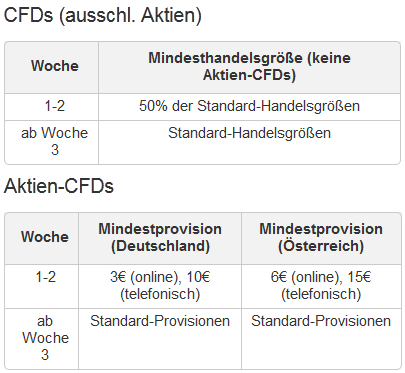 CFDs (ausschl. Aktien)
Woche
Mindesthandelsgröße (keine
Aktien-CFDs)
1-2
50% der Standard-Handelsgrößen
ab Woche
3
Standard-Handelsgrößen
Aktien-CFDs
Woche
Mindestprovision
(Deutschland)
Mindestprovision
(Österreich)
1-2
3€ (online), 10€
(telefonisch)
6€ (online), 15€
(telefonisch)
ab
Woche
3
Standard-Provisionen
Standard-Provisionen